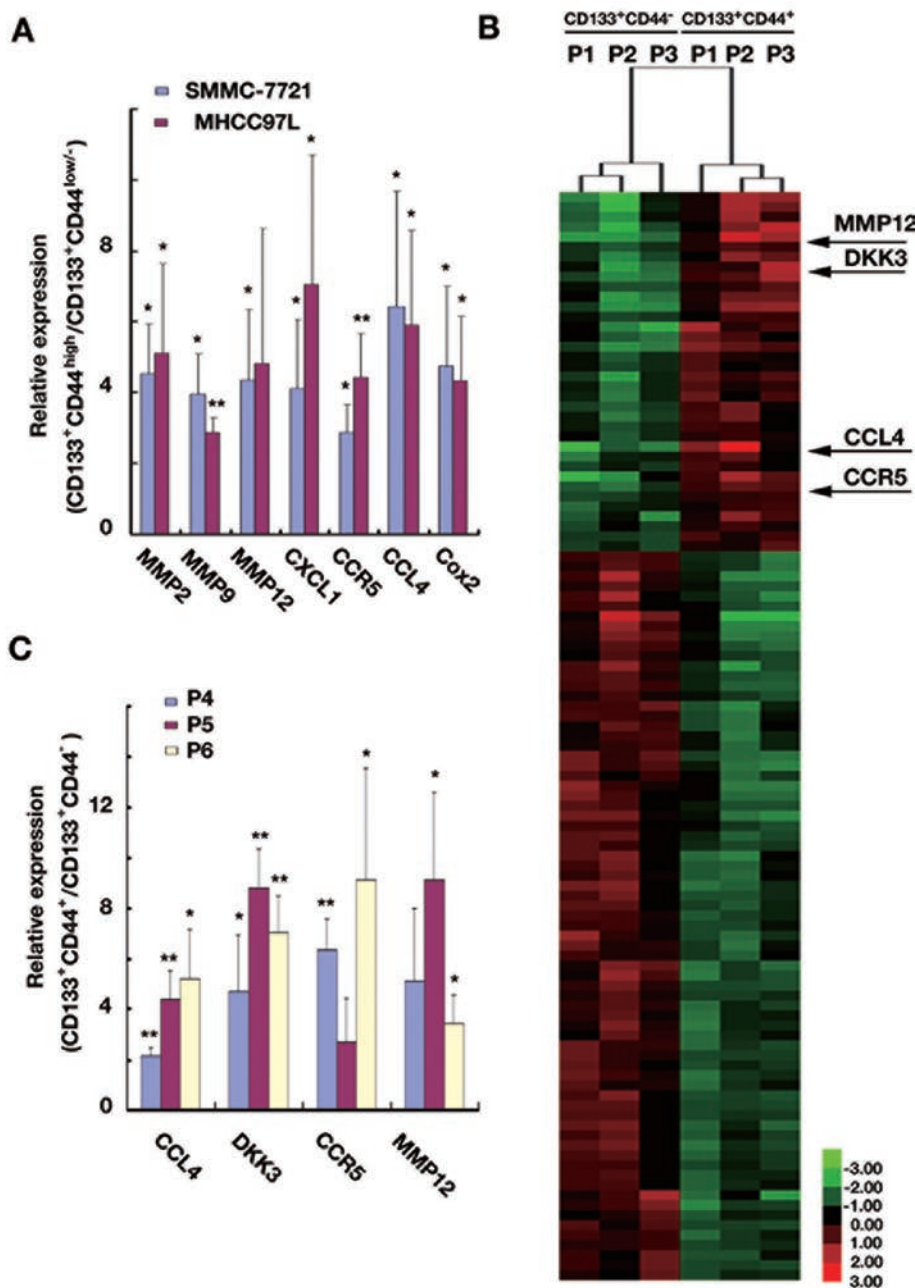 A
SMMC-7721
MHCC97L
Relative expression
(CD133+CD44high/CD133+CD44low/-)
8
4
0
* * * ** * * * ** * * * *
MMP2
MMP9
MMP12
CXCL1
CCR5
CCL4
Cox2
B
CD133+CD44- CD133+CD44+
P1 P2 P3 P1 P2 P3
MMP12
DKK3
CCL4
CCR5
-3.00
-2.00
-1.00
0.00
1.00
2.00
3.00
C
P4
P5
P6
Relative expression
(CD133+CD44+/CD133+CD44-)
12
8
4
0
** ** * * ** ** ** * * *
CCL4
DKK3
CCR5
MMP12